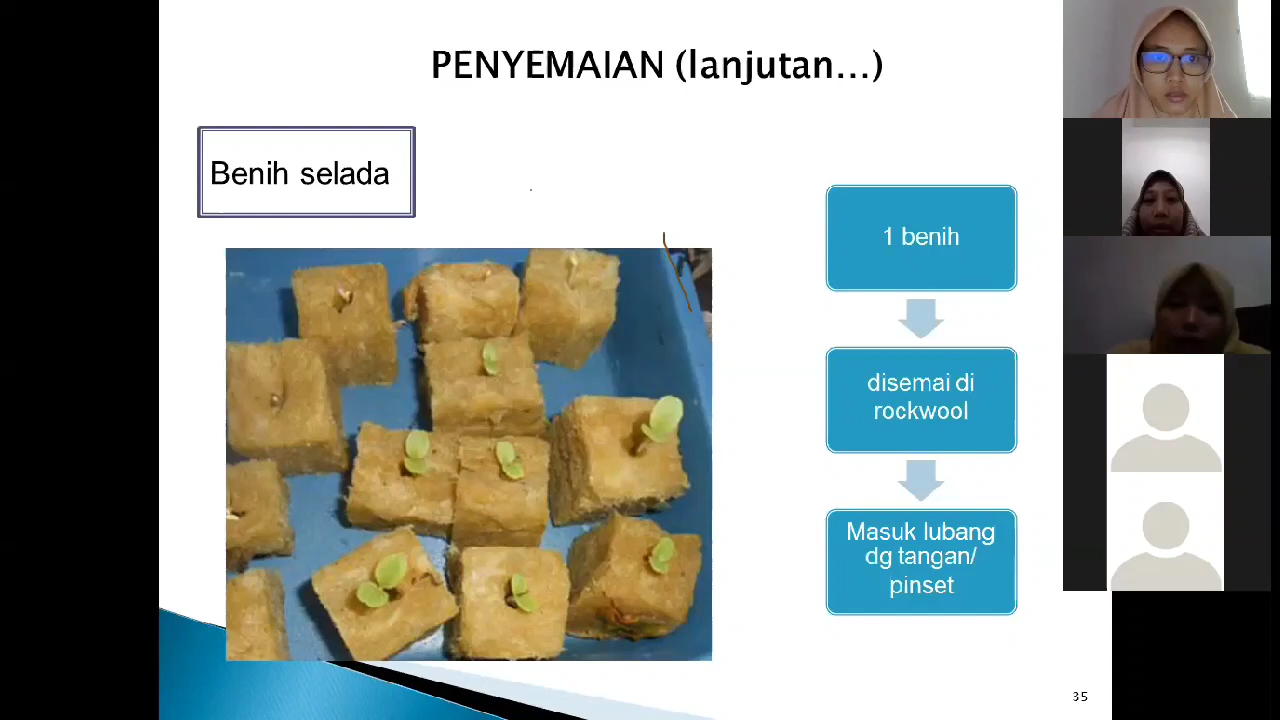 PENYEMAIAN (lanjutan...)
Benih selada
1 benih
disemai di
rockwool
Masuk lubang
dg tangan/
pinset
35